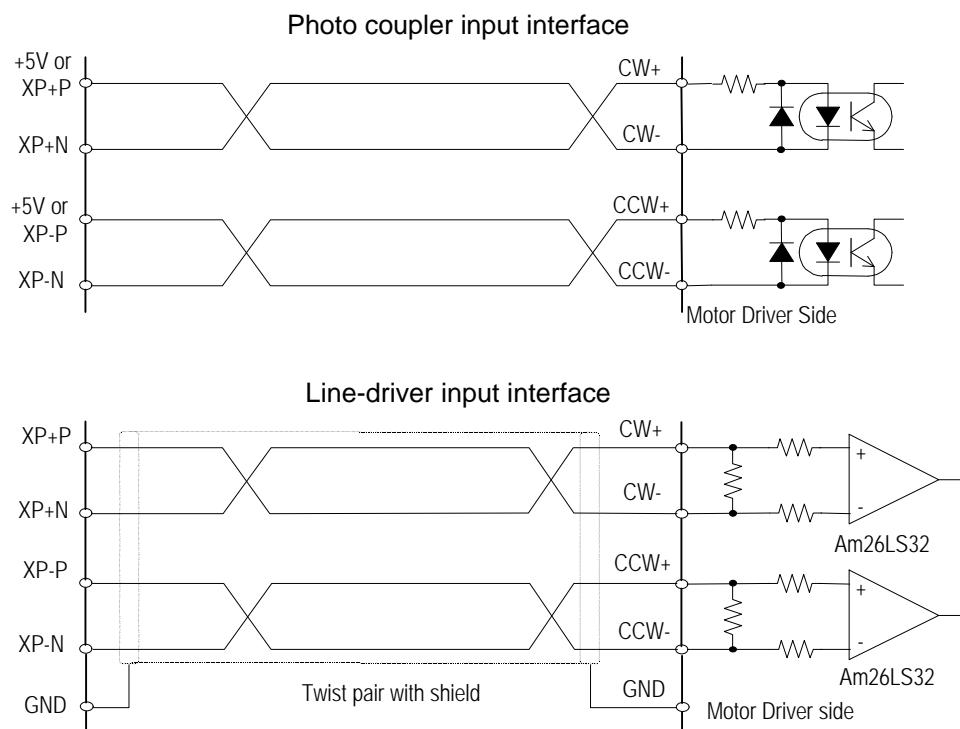 Photo coupler input interface
+5V or
XP+P
CW+
XP+N
CW-
+5V or
XP-P
CCW+
XP-N
CCW-
Motor Driver Side
Line-driver input interface
XP+P
CW+
+
XP+N
CW-
-
Am26LS32
XP-P
CCW+
+
XP-N
CCW-
-
Am26LS32
GND
Twist pair with shield
GND
Motor Driver side